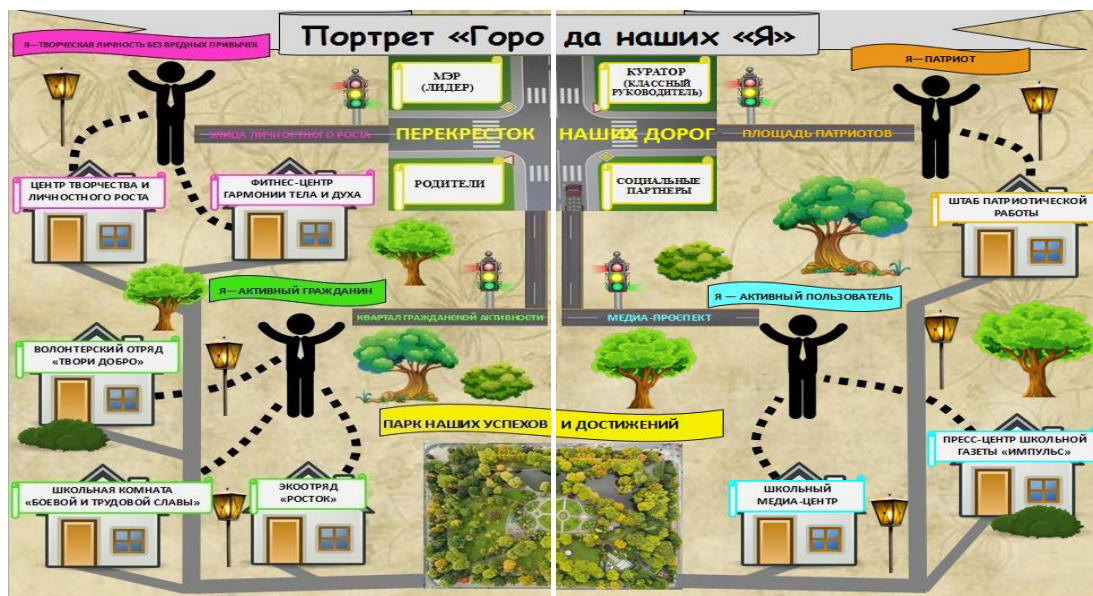 Портрет «Горо да наших «Я»
Я—ТВОРЧЕСКАЯ ЛИЧНОСТЬ БЕЗ ВРЕДНЫХ ПРИВЫЧЕК
Я—ПАТРИОТ
МЭР
(ЛИДЕР)
КУРАТОР
(КЛАССНЫЙ
РУКОВОДИТЕЛЬ)
УЛИЦА ЛИЧНОСТНОГО РОСТА
ПЕРЕКРЕСТОК
НАШИХ ДОРОГ
ПЛОЩАДЬ ПАТРИОТОВ
РОДИТЕЛИ
СОЦИАЛЬНЫЕ
ПАРТНЕРЫ
ЦЕНТР ТВОРЧЕСТВА И
ЛИЧНОСТНОГО РОСТА
ФИТНЕС-ЦЕНТР
ГАРМОНИИ ТЕЛА И ДУХА
ШТАБ ПАТРИОТИЧЕСКОЙ
РАБОТЫ
Я—АКТИВНЫЙ ГРАЖДАНИН
Я — АКТИВНЫЙ ПОЛЬЗОВАТЕЛЬ
КВАРТАЛ ГРАЖДАНСКОЙ АКТИВНОСТИ
МЕДИА-ПРОСПЕКТ
ВОЛОНТЕРСКИЙ ОТРЯД
«ТВОРИ ДОБРО»
ПАРК НАШИХ УСПЕХОВ
И ДОСТИЖЕНИЙ
ПРЕСС-ЦЕНТР ШКОЛЬНОЙ
ГАЗЕТЫ «ИМПУЛЬС»
ШКОЛЬНАЯ КОМНАТА
«БОЕВОЙ И ТРУДОВОЙ СЛАВЫ»
ЭКООТРЯД
«РОСТОК»
ШКОЛЬНЫЙ
МЕДИА-ЦЕНТР